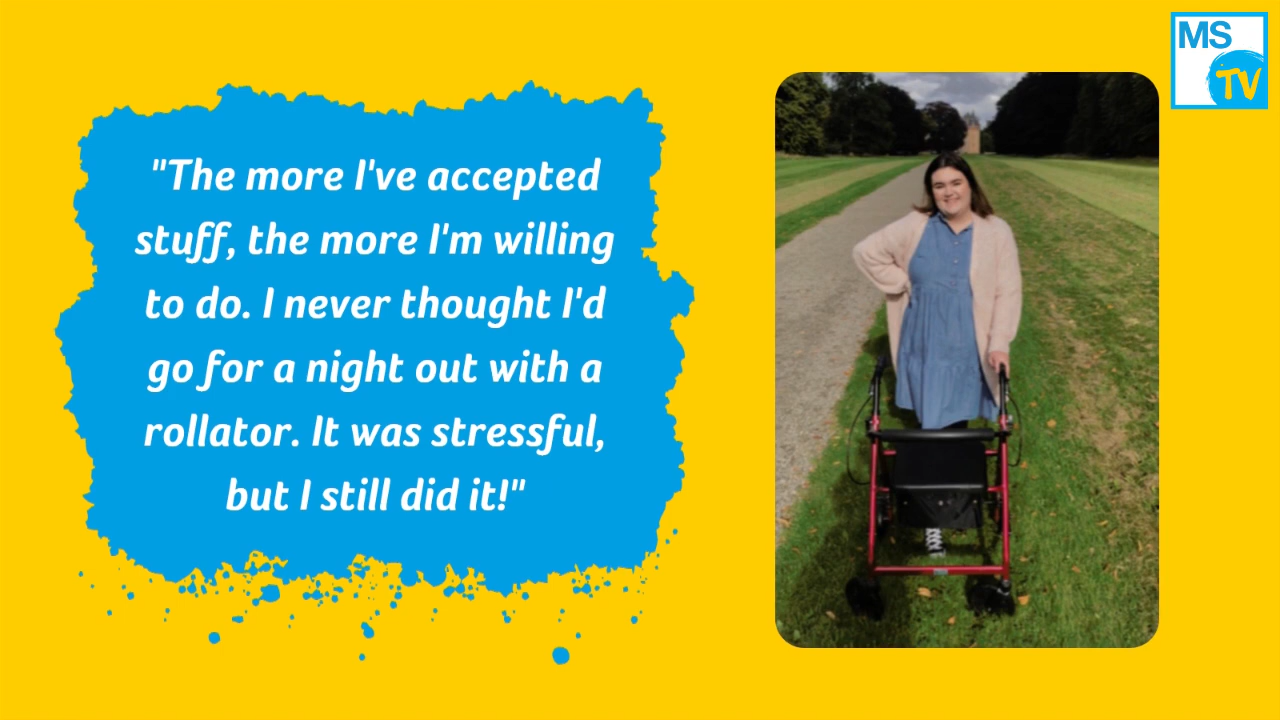 "The more I've accepted
stuff, the more I'm willing
to do. I never thought I'd
go for a night out with a
rollator. It was stressful,
but I still did it!"
MS
TV